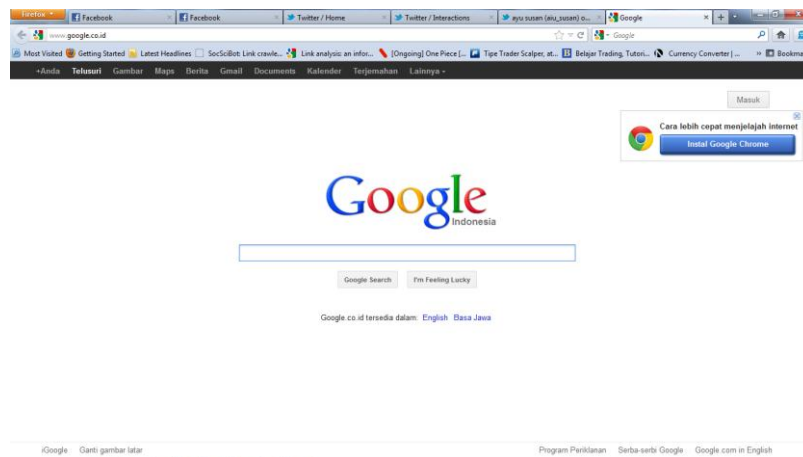 Firefox
Facebook
Facebook
Twitter / Home
Twitter / Interactions
ayu susan (aiu_susan) o...
Google
www.google.co.id
Google
Most Visited Getting Started Latest Headlines SocSciBot: Link crawle... Link analysis: an infor... [Ongoing] One Piece [... Tipe Trader Scalper, at... Belajar Trading, Tutori... Currency Converter | ... » Bookma
+Anda Telusuri Gambar Maps Berita Gmail Documents Kalender Terjemahan Lainnya
Masuk
Cara lebih cepat menjelajah internet
Instal Google Chrome
Google
Indonesia
Google Search I'm Feeling Lucky
Google.co.id tersedia dalam: English Basa Jawa
iGoogle Ganti gambar latar Program Periklanan Serba-serbi Google Google.com in English